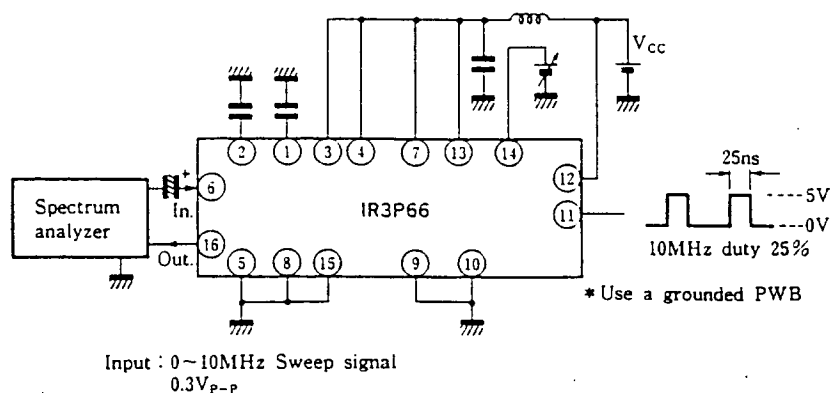 VCC
2
1
3
4
7
13
14
25ns
12
5V
+
6
Spectrum
analyzer
In.
IR3P66
11
0V
16
Out.
10MHz duty 25%
5
8
15
9
10
* Use a grounded PWB
Input : 0~10MHz Sweep signal
0.3VP-P